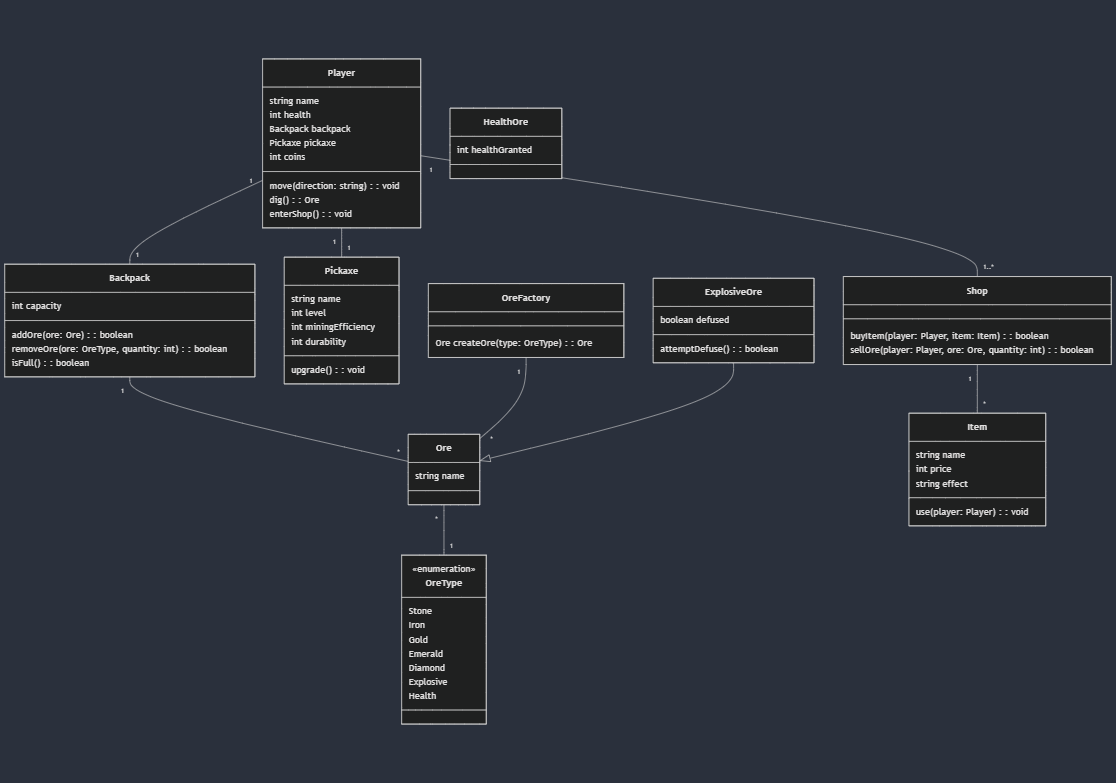 Player
string name
int health
Backpack backpack
Pickaxe pickaxe
int coins
move(direction: string) : : void
dig() : : Ore
enterShop() : : void
HealthOre
int healthGranted
1
1
1
1
1
1..*
Backpack
int capacity
addOre(ore: Ore) : : boolean
removeOre(ore: OreType, quantity: int) : : boolean
isFull() : : boolean
Pickaxe
string name
int level
int miningEfficiency
int durability
upgrade() : : void
OreFactory
Ore createOre(type: OreType) : : Ore
ExplosiveOre
boolean defused
attemptDefuse() : : boolean
Shop
buyItem(player: Player, item: Item) : : boolean
sellOre(player: Player, ore: Ore, quantity: int) : : boolean
1
1
1
*
*
*
Ore
string name
Item
string name
int price
string effect
use(player: Player) : : void
*
1
«enumeration»
OreType
Stone
Iron
Gold
Emerald
Diamond
Explosive
Health